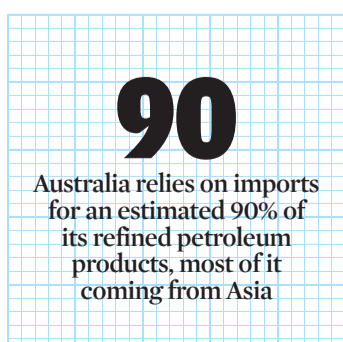 90
Australia relies on imports
for an estimated 90% of
its refined petroleum
products, most of it
coming from Asia